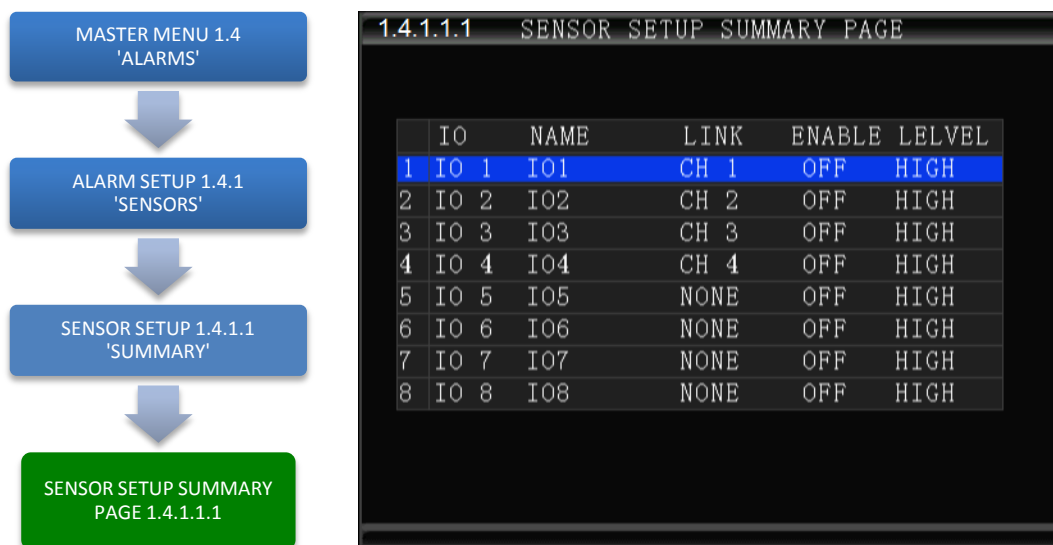 MASTER MENU 1.4
'ALARMS'
ALARM SETUP 1.4.1
'SENSORS'
SENSOR SETUP 1.4.1.1
'SUMMARY'
SENSOR SETUP SUMMARY
PAGE 1.4.1.1.1
1.4.1.1.1 SENSOR SETUP SUMMARY PAGE
IO NAME LINK ENABLE LELVEL
1 IO 1 IO1 CH 1 OFF HIGH
2 IO 2 IO2 CH 2 OFF HIGH
3 IO 3 IO3 CH 3 OFF HIGH
4 IO 4 IO4 CH 4 OFF HIGH
5 IO 5 IO5 NONE OFF HIGH
6 IO 6 IO6 NONE OFF HIGH
7 IO 7 IO7 NONE OFF HIGH
8 IO 8 IO8 NONE OFF HIGH